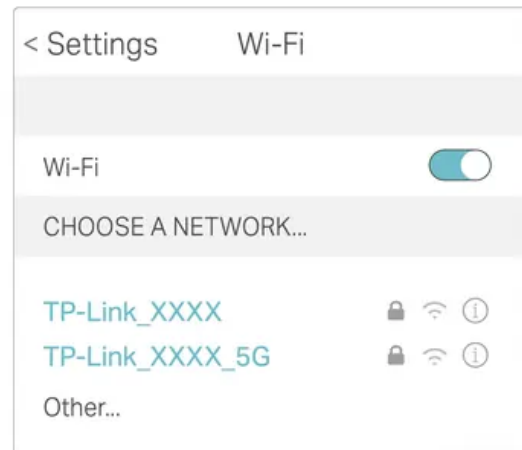 < Settings Wi-Fi
Wi-Fi
CHOOSE A NETWORK...
TP-Link_XXXX
TP-Link_XXXX_5G
Other...